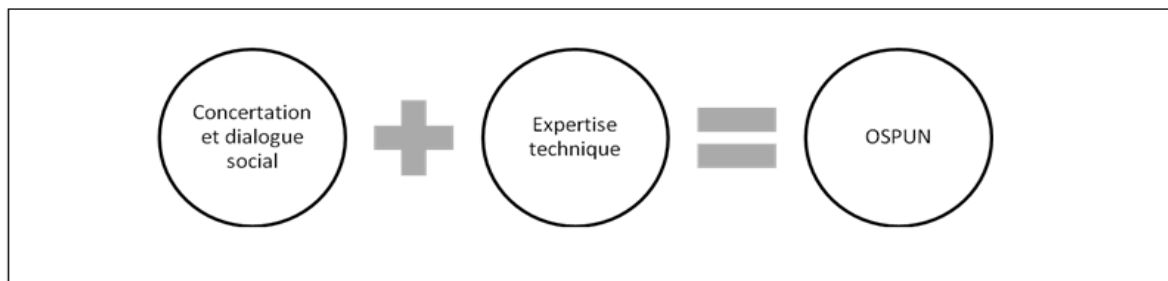 Concertation
et dialogue
social
Expertise
technique
OSPUN